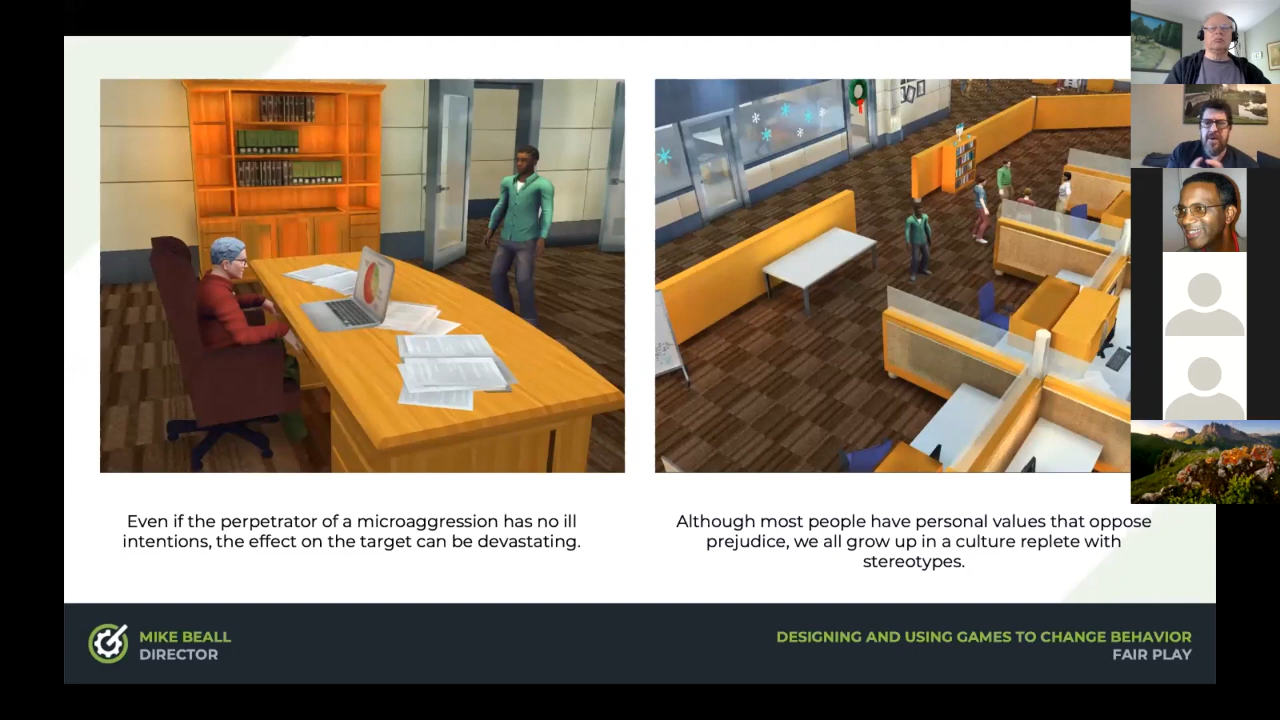 Even if the perpetrator of a microaggression has no ill
intentions, the effect on the target can be devastating.
Although most people have personal values that oppose
prejudice, we all grow up in a culture replete with
stereotypes.
MIKE BEALL
DIRECTOR
DESIGNING AND USING GAMES TO CHANGE BEHAVIOR
FAIR PLAY